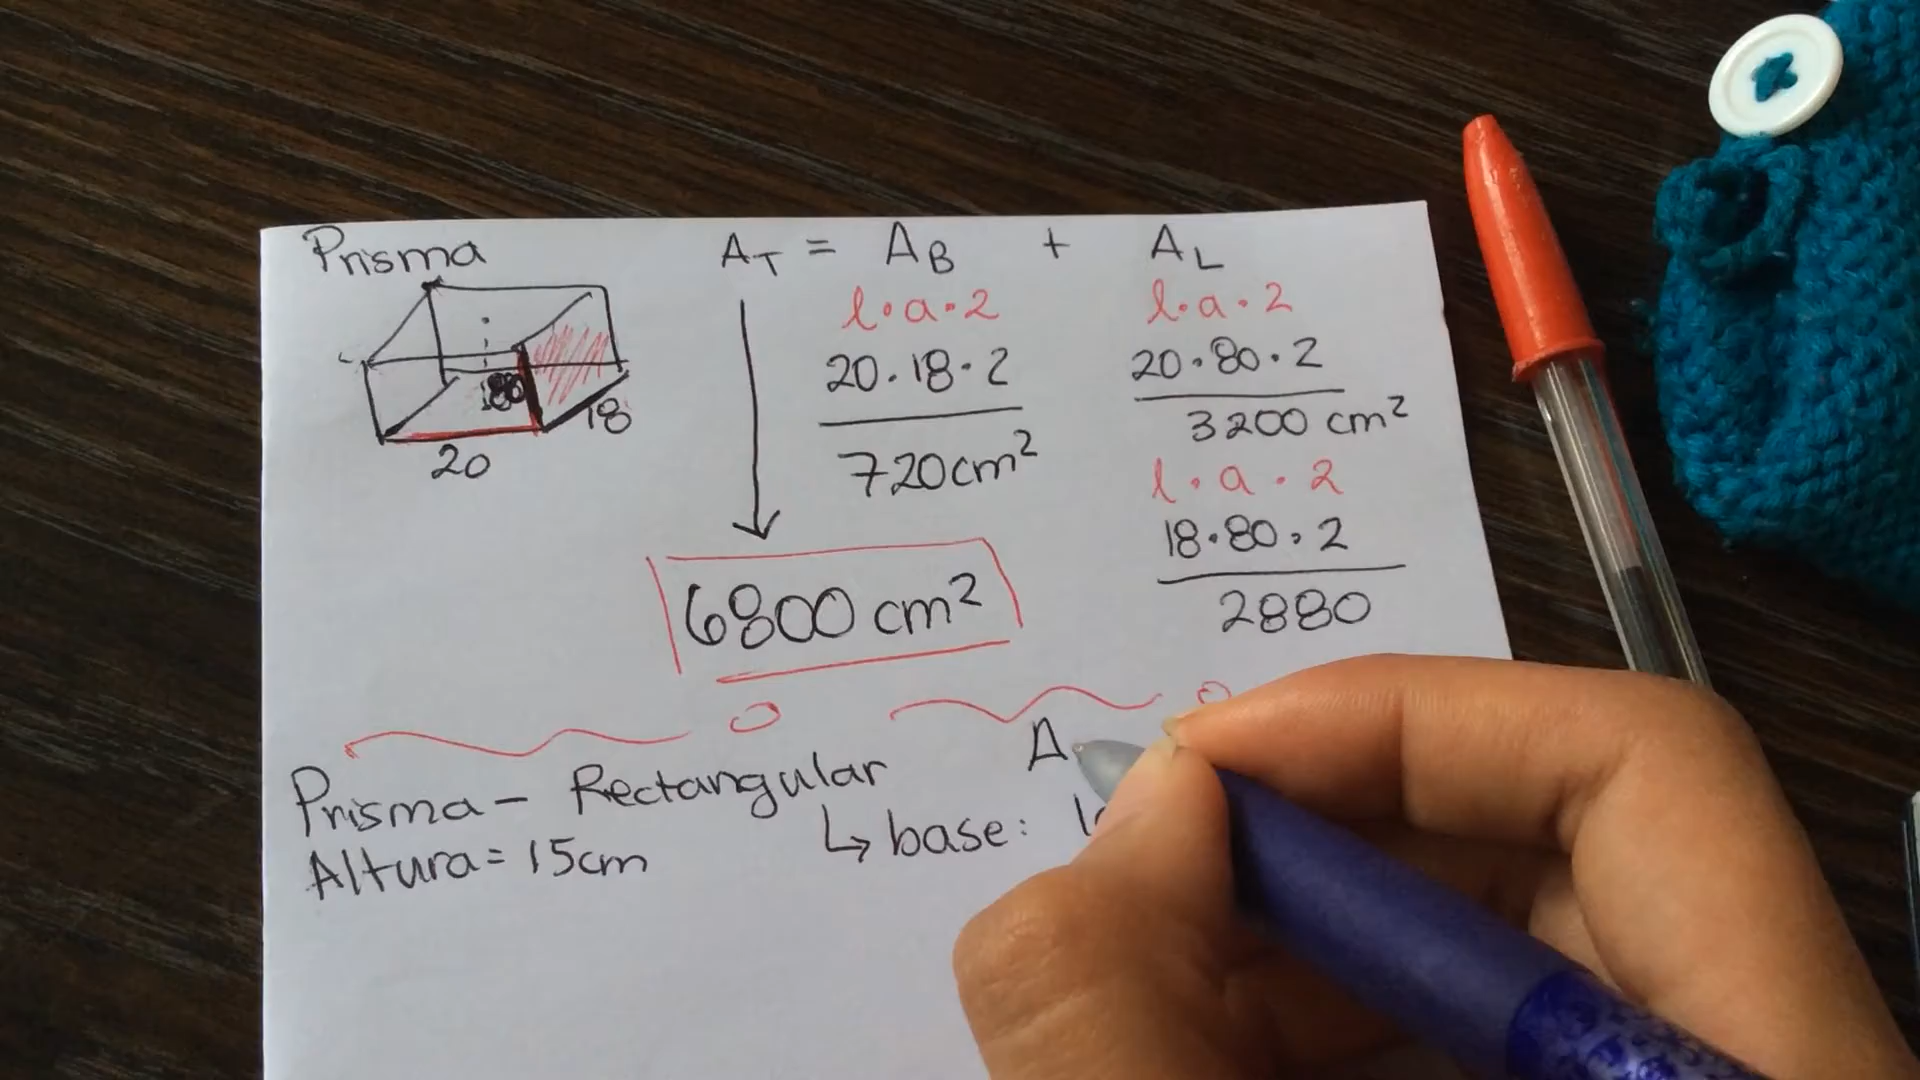 Prisma
20
18
A_T = A_B + A_L
l·a·2
20·18·2
720cm²
l·a·2
20·80·2
3200 cm²
l·a·2
18·80·2
2880
6800 cm²
Prisma - Rectangular
Altura = 15cm
↳ base:
A